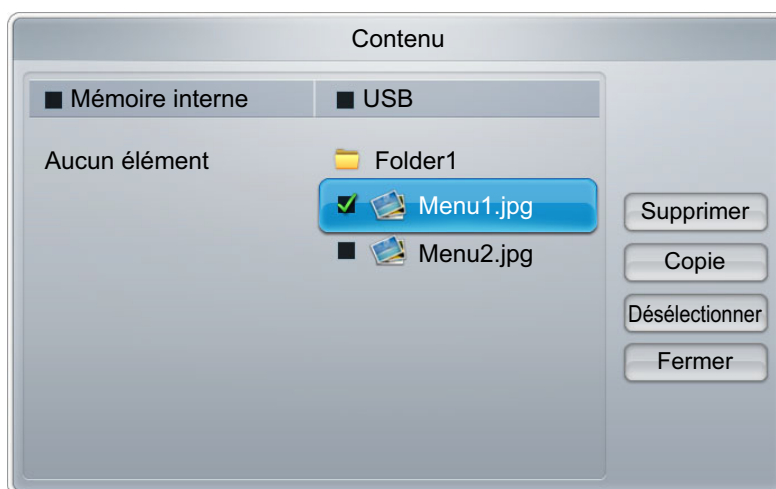 Contenu
Mémoire interne
USB
Aucun élément
Folder1
Menu1.jpg
Menu2.jpg
Supprimer
Copie
Désélectionner
Fermer